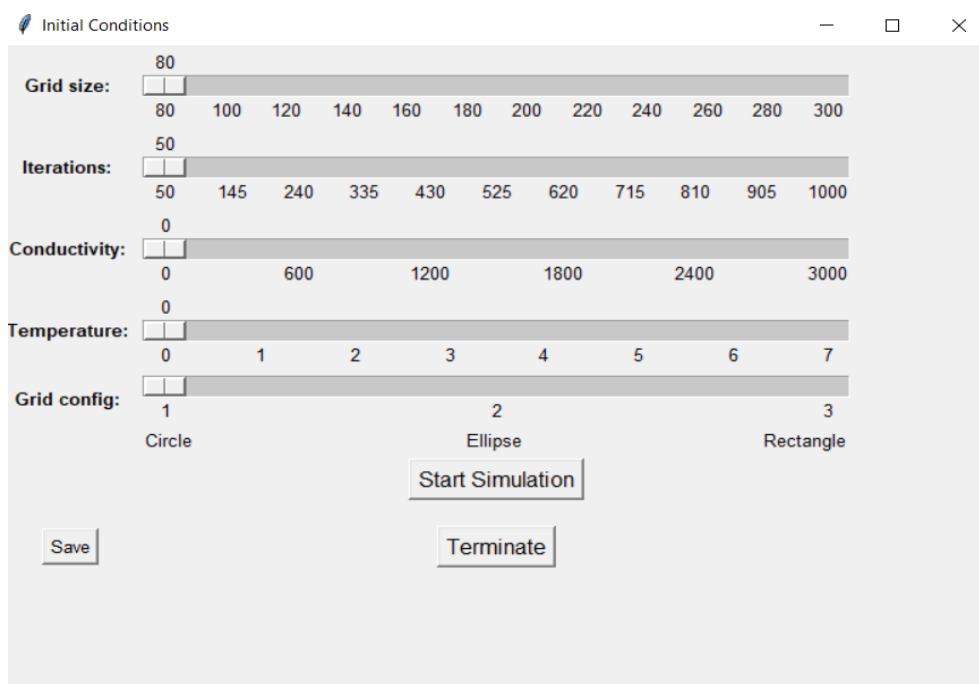 Initial Conditions
80
Grid size:
80 100 120 140 160 180 200 220 240 260 280 300
50
Iterations:
50 145 240 335 430 525 620 715 810 905 1000
0
Conductivity:
0 600 1200 1800 2400 3000
0
Temperature:
0 1 2 3 4 5 6 7
Grid config:
1 2 3
Circle Ellipse Rectangle
Start Simulation
Save Terminate